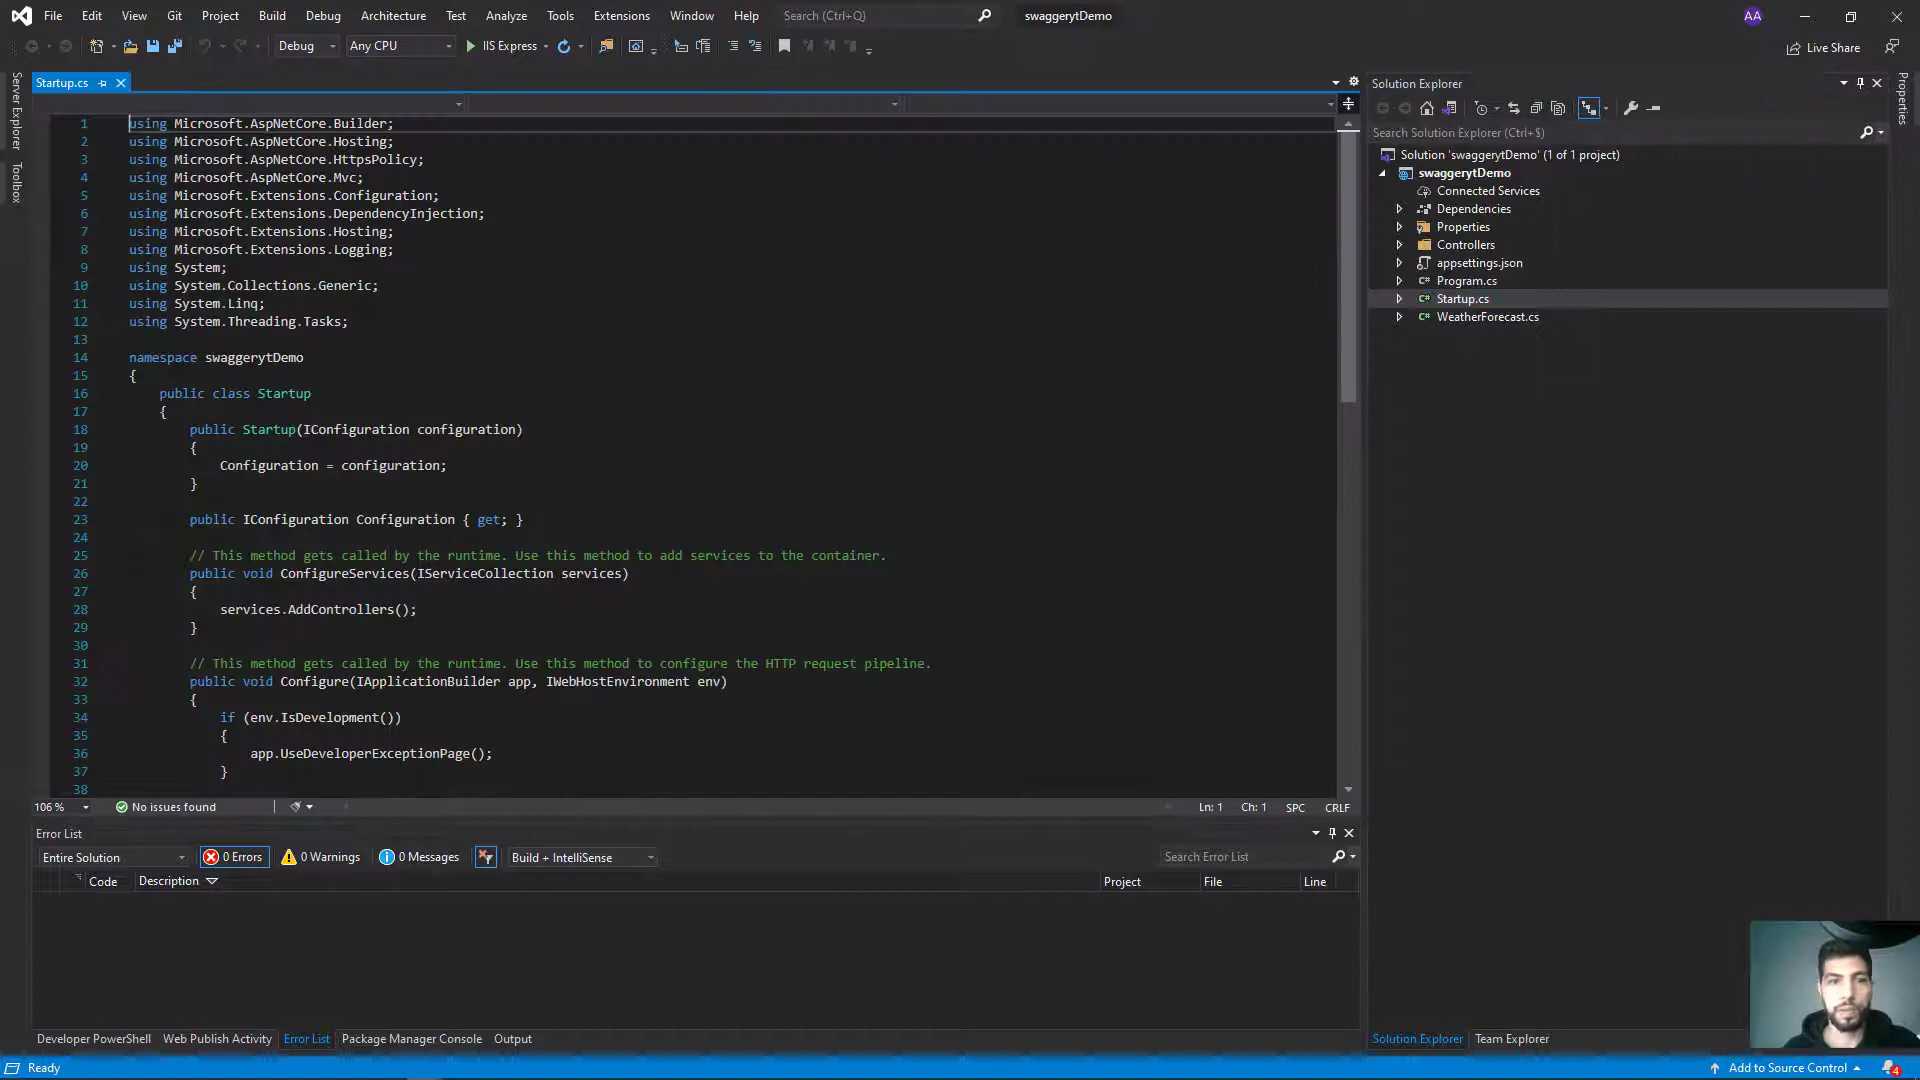 File Edit View Git Project Build Debug Architecture Test Analyze Tools Extensions Window Help Search (Ctrl+Q) swaggerytDemo AA
Debug Any CPU IIS Express Live Share
Server Explorer
Toolbox
Startup.cs
1 using Microsoft.AspNetCore.Builder;
2 using Microsoft.AspNetCore.Hosting;
3 using Microsoft.AspNetCore.HttpsPolicy;
4 using Microsoft.AspNetCore.Mvc;
5 using Microsoft.Extensions.Configuration;
6 using Microsoft.Extensions.DependencyInjection;
7 using Microsoft.Extensions.Hosting;
8 using Microsoft.Extensions.Logging;
9 using System;
10 using System.Collections.Generic;
11 using System.Linq;
12 using System.Threading.Tasks;
13
14 namespace swaggerytDemo
15 {
16 public class Startup
17 {
18 public Startup(IConfiguration configuration)
19 {
20 Configuration = configuration;
21 }
22
23 public IConfiguration Configuration { get; }
24
25 // This method gets called by the runtime. Use this method to add services to the container.
26 public void ConfigureServices(IServiceCollection services)
27 {
28 services.AddControllers();
29 }
30
31 // This method gets called by the runtime. Use this method to configure the HTTP request pipeline.
32 public void Configure(IApplicationBuilder app, IWebHostEnvironment env)
33 {
34 if (env.IsDevelopment())
35 {
36 app.UseDeveloperExceptionPage();
37 }
38
106 % No issues found Ln: 1 Ch: 1 SPC CRLF
Error List
Entire Solution 0 Errors 0 Warnings 0 Messages Build + IntelliSense Search Error List
Code Description Project File Line
Developer PowerShell Web Publish Activity Error List Package Manager Console Output
Solution Explorer
Search Solution Explorer (Ctrl+$)
Solution 'swaggerytDemo' (1 of 1 project)
swaggerytDemo
Connected Services
Dependencies
Properties
Controllers
appsettings.json
C# Program.cs
C# Startup.cs
C# WeatherForecast.cs
Solution Explorer Team Explorer
Properties
Ready Add to Source Control 4